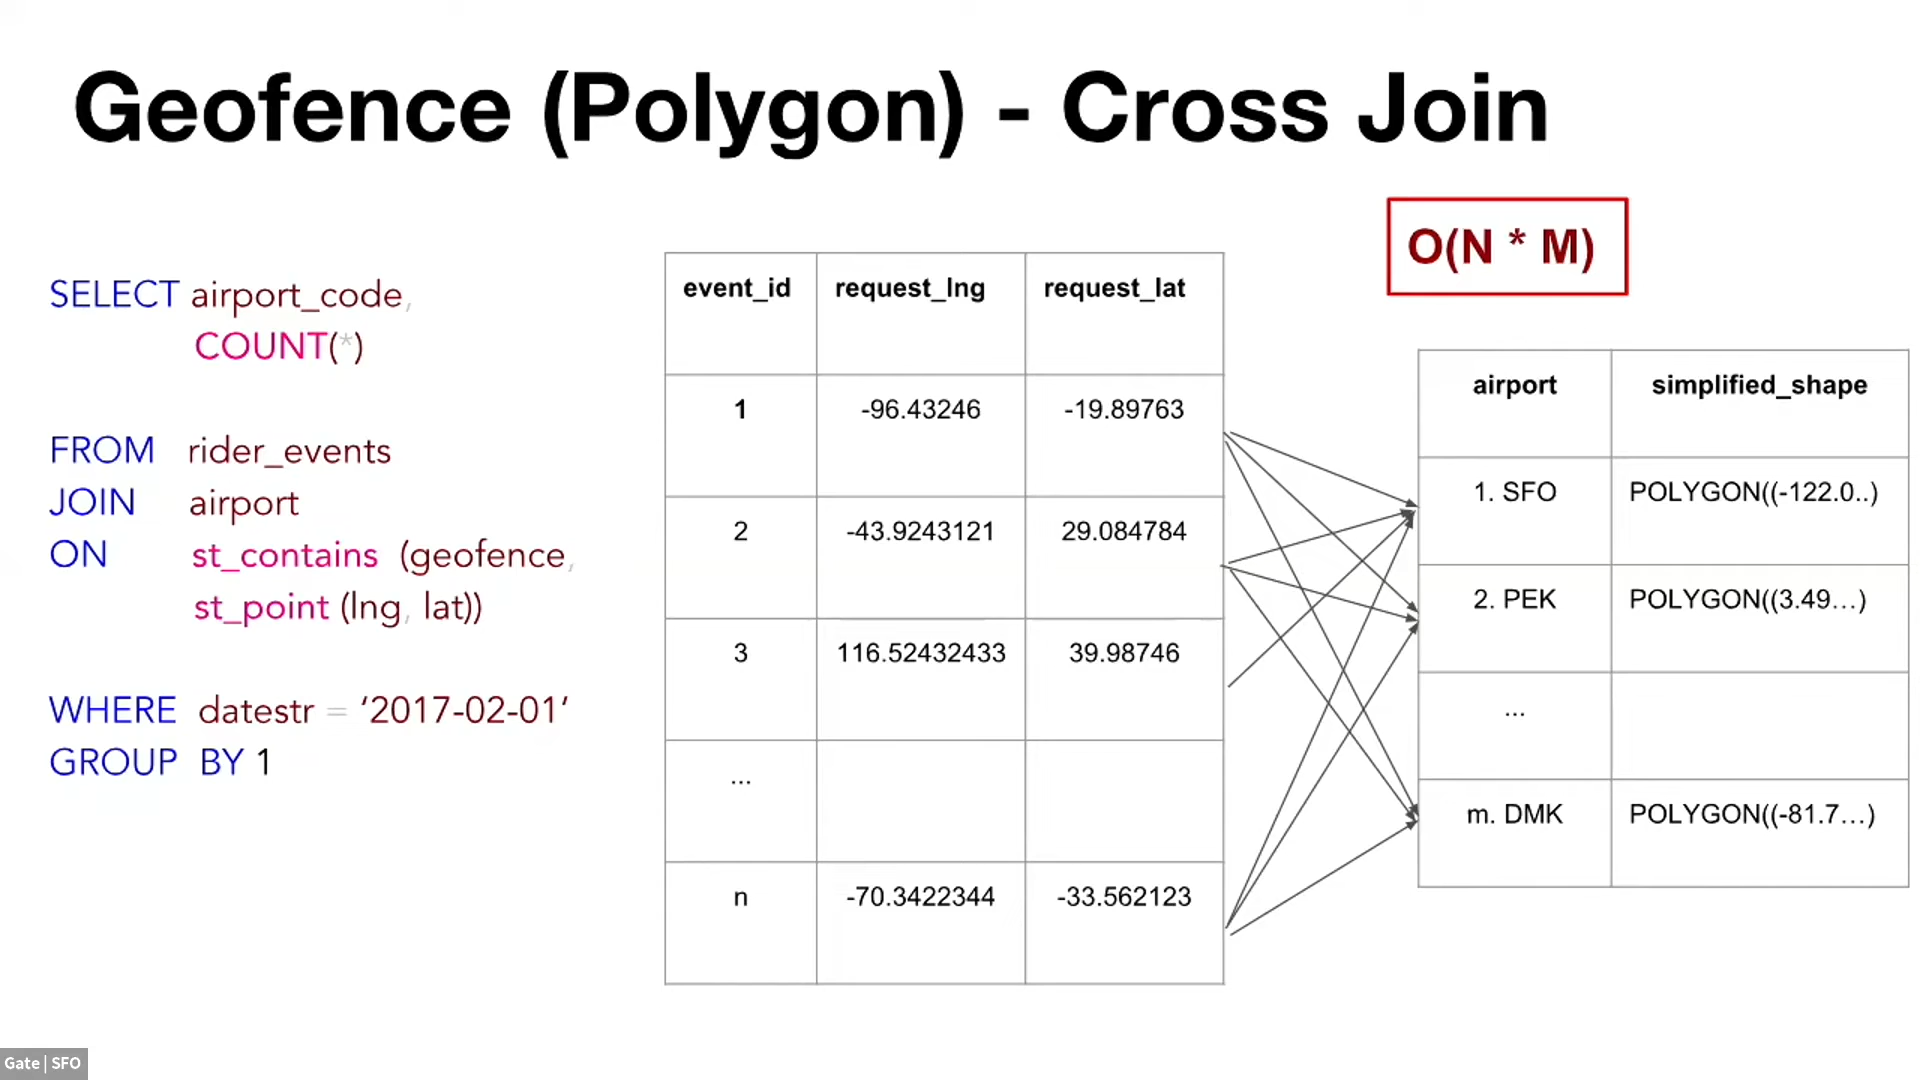 Geofence (Polygon) - Cross Join
SELECT airport_code,
COUNT(*)
FROM rider_events
JOIN airport
ON st_contains (geofence,
st_point (lng, lat))
WHERE datestr = ‘2017-02-01’
GROUP BY 1
event_id request_lng request_lat
1 -96.43246 -19.89763
2 -43.9243121 29.084784
3 116.52432433 39.98746
...
n -70.3422344 -33.562123
O(N * M)
airport simplified_shape
1. SFO POLYGON((-122.0..)
2. PEK POLYGON((3.49...)
...
m. DMK POLYGON((-81.7...)
Gate | SFO